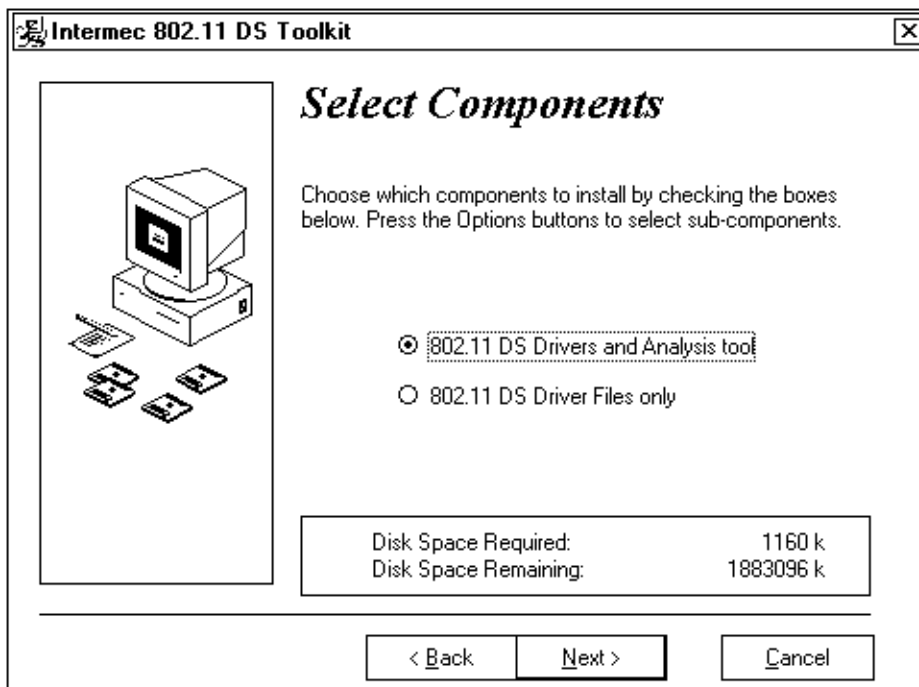 Intermec 802.11 DS Toolkit
Select Components
Choose which components to install by checking the boxes
below. Press the Options buttons to select sub-components.
802.11 DS Drivers and Analysis tool
802.11 DS Driver Files only
Disk Space Required: 1160 k
Disk Space Remaining: 1883096 k
< Back Next > Cancel